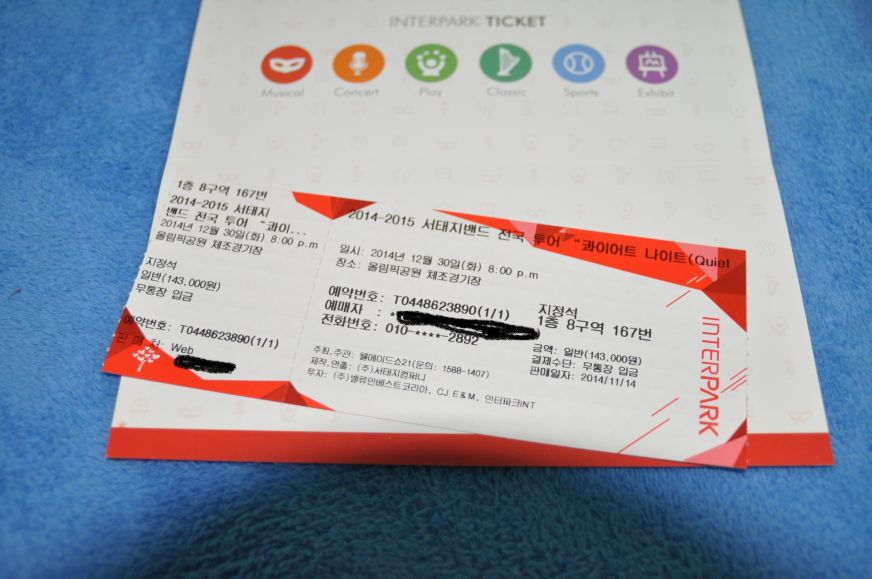 INTERPARK TICKET
Musical Concert Play Classic Sports Exhibit
1층 8구역 167번
2014-2015 서태지
밴드 전국 투어 "콰이...
2014년 12월 30일(화) 8:00 p.m
올림픽공원 체조경기장
지정석
일반(143,000원)
무통장 입금
예약번호: T0448623890(1/1)
판 매 처: Web
2014-2015 서태지밴드 전국 투어 "콰이어트 나이트(Quiet
일시: 2014년 12월 30일(화) 8:00 p.m
장소: 올림픽공원 체조경기장
예약번호: T0448623890(1/1)
예매자 : *
전화번호: 010-****-2892
지정석
1층 8구역 167번
금액: 일반(143,000원)
결제수단: 무통장 입금
판매일자: 2014/11/14
주최,주관: 웰메이드쇼21(문의: 1588-1407)
제작,연출: (주)서태지컴퍼니
투자: (주)밸류인베스트코리아, CJ E&M, 인터파크INT
INTERPARK